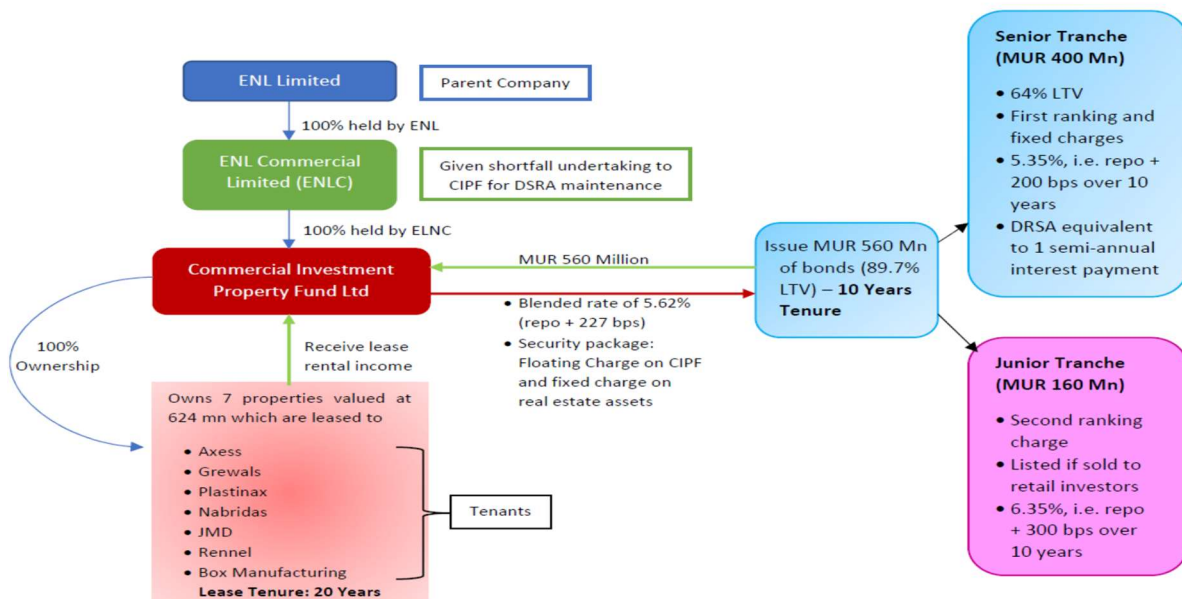 ENL Limited
Parent Company
100% held by ENL
ENL Commercial
Limited (ENLC)
Given shortfall undertaking to
CIPF for DSRA maintenance
100% held by ELNC
Commercial Investment
Property Fund Ltd
MUR 560 Million
• Blended rate of 5.62%
(repo + 227 bps)
• Security package:
Floating Charge on CIPF
and fixed charge on
real estate assets
Issue MUR 560 Mn
of bonds (89.7%
LTV) – 10 Years
Tenure
100%
Ownership
Receive lease
rental income
Owns 7 properties valued at
624 mn which are leased to
• Axess
• Grewals
• Plastinax
• Nabridas
• JMD
• Rennel
• Box Manufacturing
Lease Tenure: 20 Years
Tenants
Senior Tranche
(MUR 400 Mn)
• 64% LTV
• First ranking and
fixed charges
• 5.35%, i.e. repo +
200 bps over 10
years
• DRSA equivalent
to 1 semi-annual
interest payment
Junior Tranche
(MUR 160 Mn)
• Second ranking
charge
• Listed if sold to
retail investors
• 6.35%, i.e. repo
+ 300 bps over
10 years